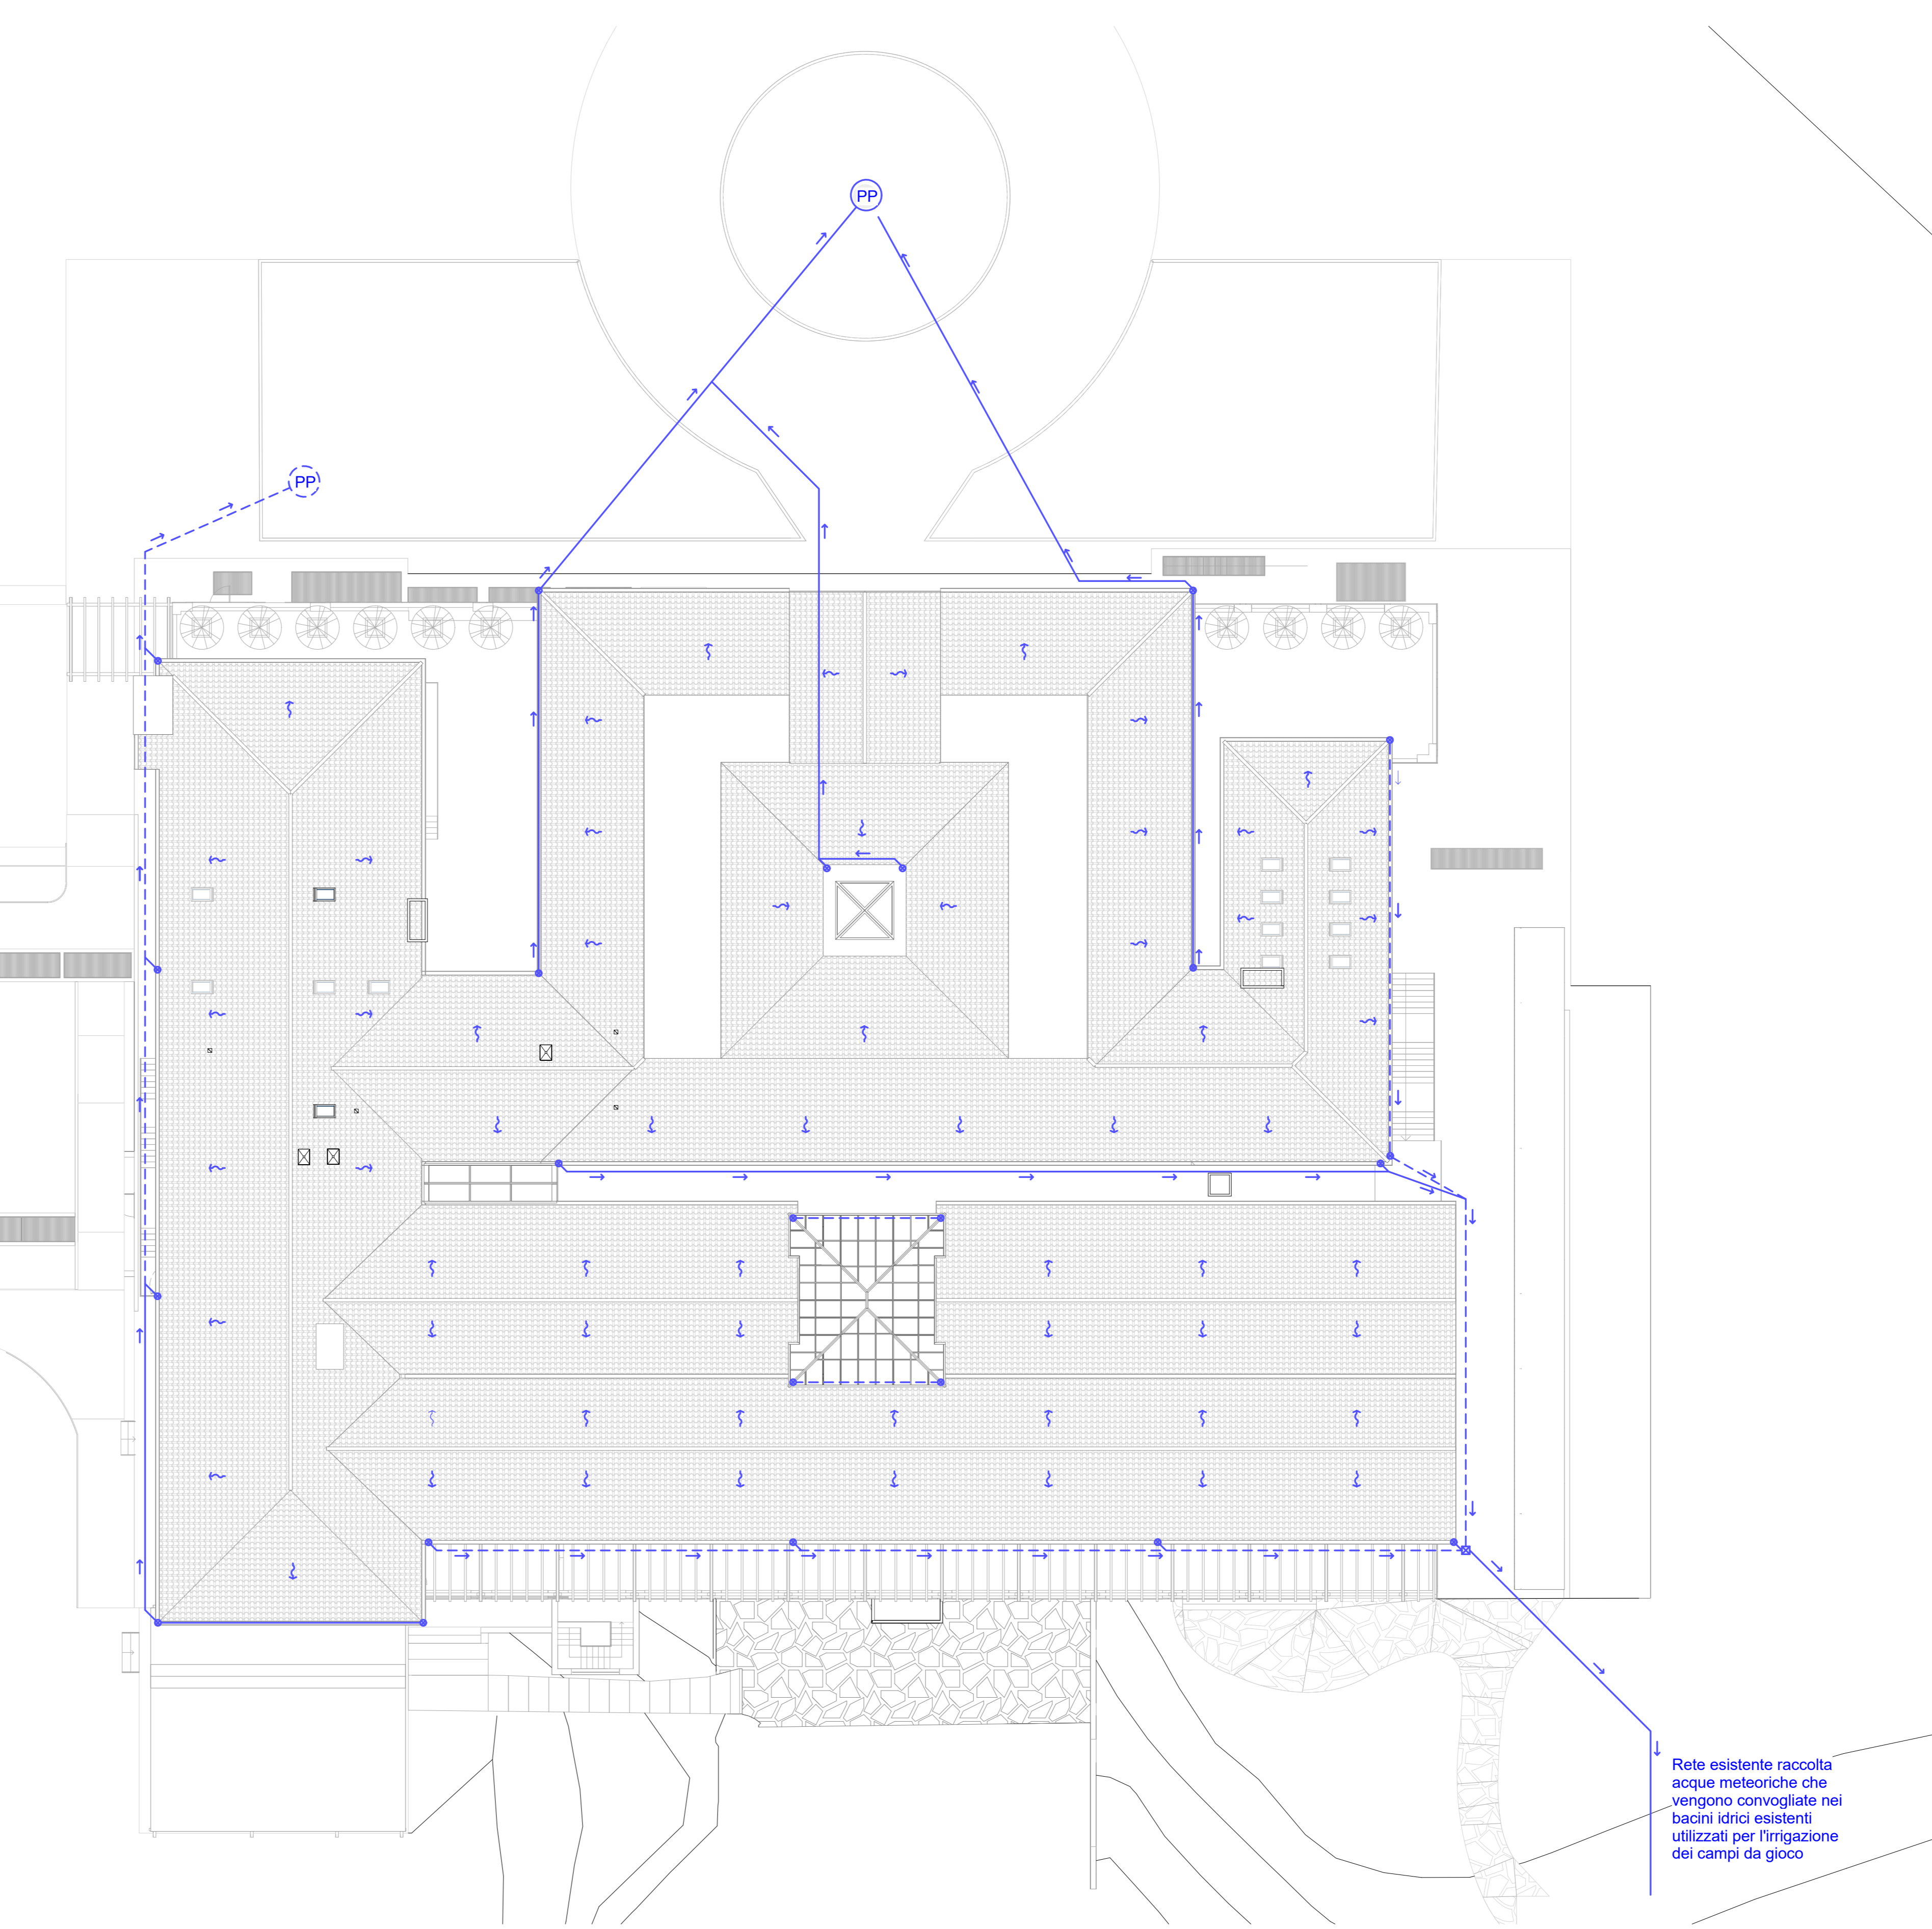 PP
PP
Rete esistente raccolta
acque meteoriche che
vengono convogliate nei
bacini idrici esistenti
utilizzati per l'irrigazione
dei campi da gioco